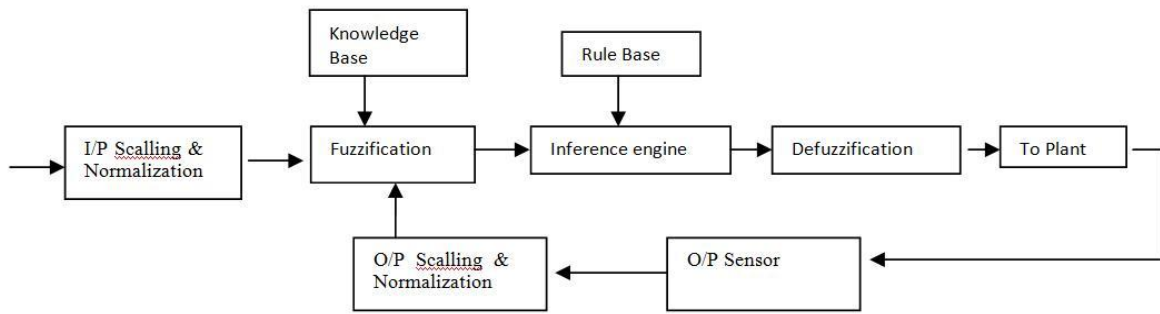 Knowledge
Base
Rule Base
I/P Scalling &
Normalization
Fuzzification
Inference engine
Defuzzification
To Plant
O/P Scalling &
Normalization
O/P Sensor